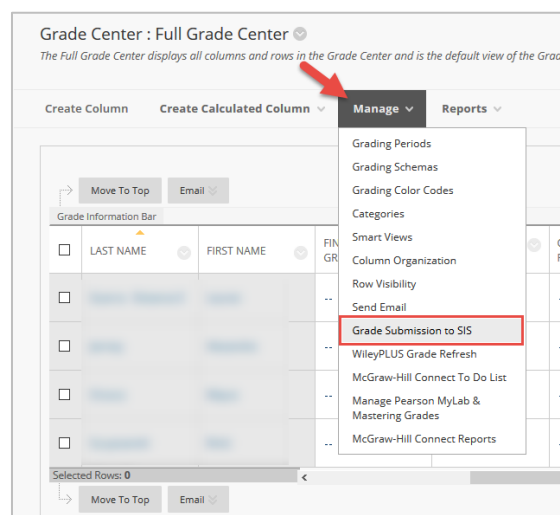 Grade Center : Full Grade Center
The Full Grade Center displays all columns and rows in the Grade Center and is the default view of the Grad
Create Column Create Calculated Column Manage Reports
Grading Periods
Grading Schemas
Grading Color Codes
Categories
Smart Views
Column Organization
Row Visibility
Send Email
Grade Submission to SIS
WileyPLUS Grade Refresh
McGraw-Hill Connect To Do List
Manage Pearson MyLab &
Mastering Grades
McGraw-Hill Connect Reports
Move To Top Email
Grade Information Bar
LAST NAME FIRST NAME FIN
GR
--
--
--
--
Selected Rows: 0
Move To Top Email